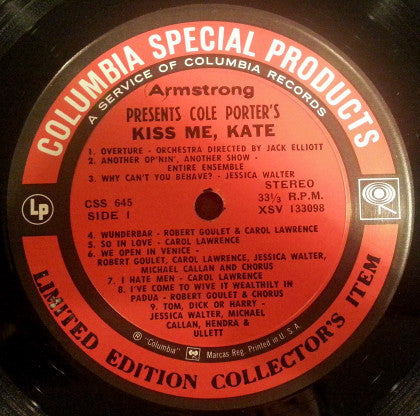 COLUMBIA SPECIAL PRODUCTS
A SERVICE OF COLUMBIA RECORDS
Armstrong
PRESENTS COLE PORTER'S
KISS ME, KATE
1. OVERTURE - ORCHESTRA DIRECTED BY JACK ELLIOTT
2. ANOTHER OP'NIN', ANOTHER SHOW -
ENTIRE ENSEMBLE
3. WHY CAN'T YOU BEHAVE? - JESSICA WALTER
STEREO
CSS 645
33⅓ R.P.M.
SIDE I
XSV 133098
LP
4. WUNDERBAR - ROBERT GOULET & CAROL LAWRENCE
5. SO IN LOVE - CAROL LAWRENCE
6. WE OPEN IN VENICE -
ROBERT GOULET, CAROL LAWRENCE, JESSICA WALTER,
MICHAEL CALLAN AND CHORUS
7. I HATE MEN - CAROL LAWRENCE
8. I'VE COME TO WIVE IT WEALTHILY IN
PADUA - ROBERT GOULET & CHORUS
9. TOM, DICK OR HARRY -
JESSICA WALTER, MICHAEL
CALLAN, HENDRA &
ULLETT
® "Columbia" Marcas Reg. Printed in U.S.A.
LIMITED EDITION COLLECTOR'S ITEM